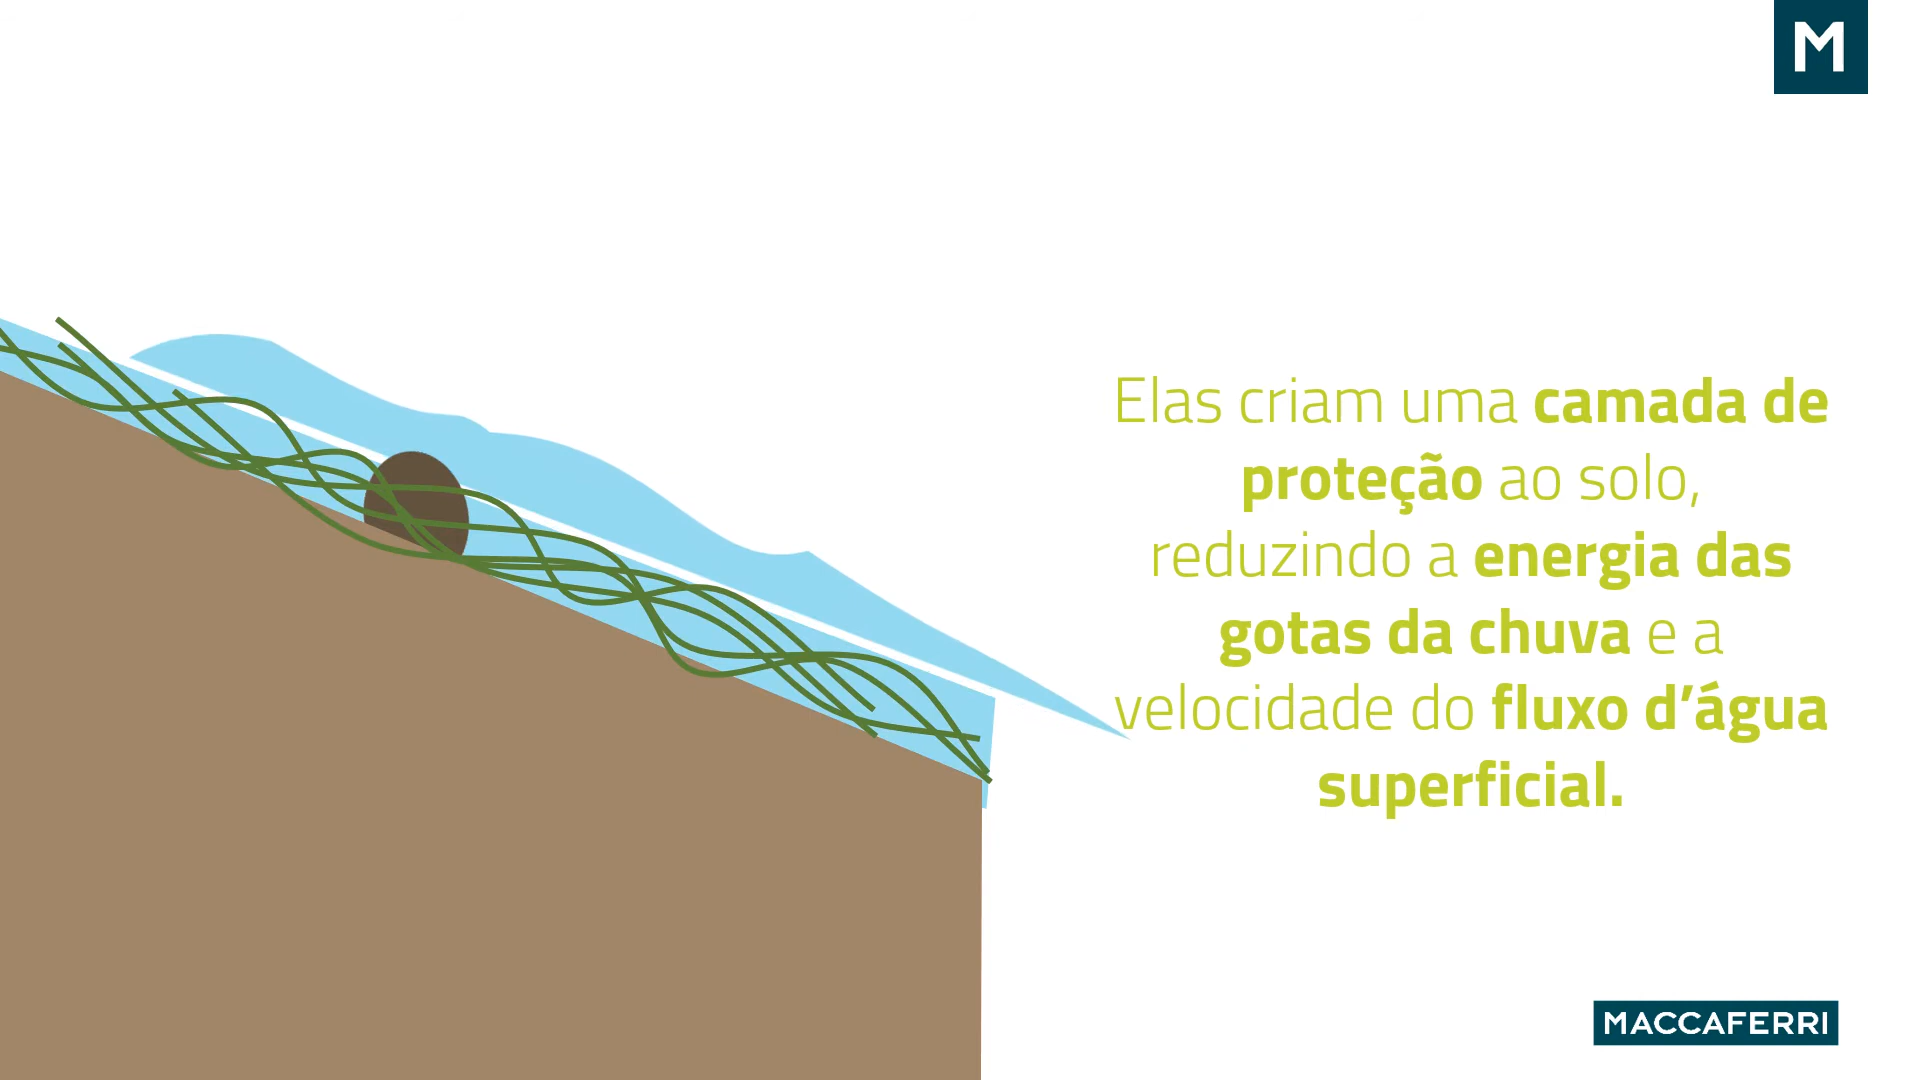 M
Elas criam uma camada de
proteção ao solo,
reduzindo a energia das
gotas da chuva e a
velocidade do fluxo d’água
superficial.
MACCAFERRI